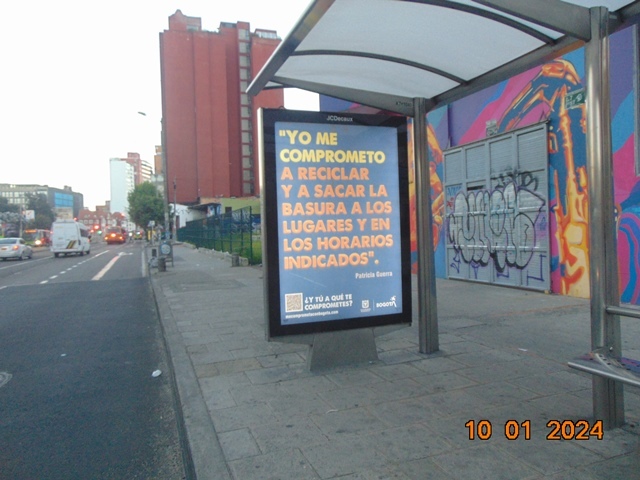 JCDecaux
"YO ME
COMPROMETO
A RECICLAR
Y A SACAR LA
BASURA A LOS
LUGARES Y EN
LOS HORARIOS
INDICADOS".
Patricia Guerra
¿Y TÚ A QUÉ TE
COMPROMETES?
BOGOTÁ
10 01 2024